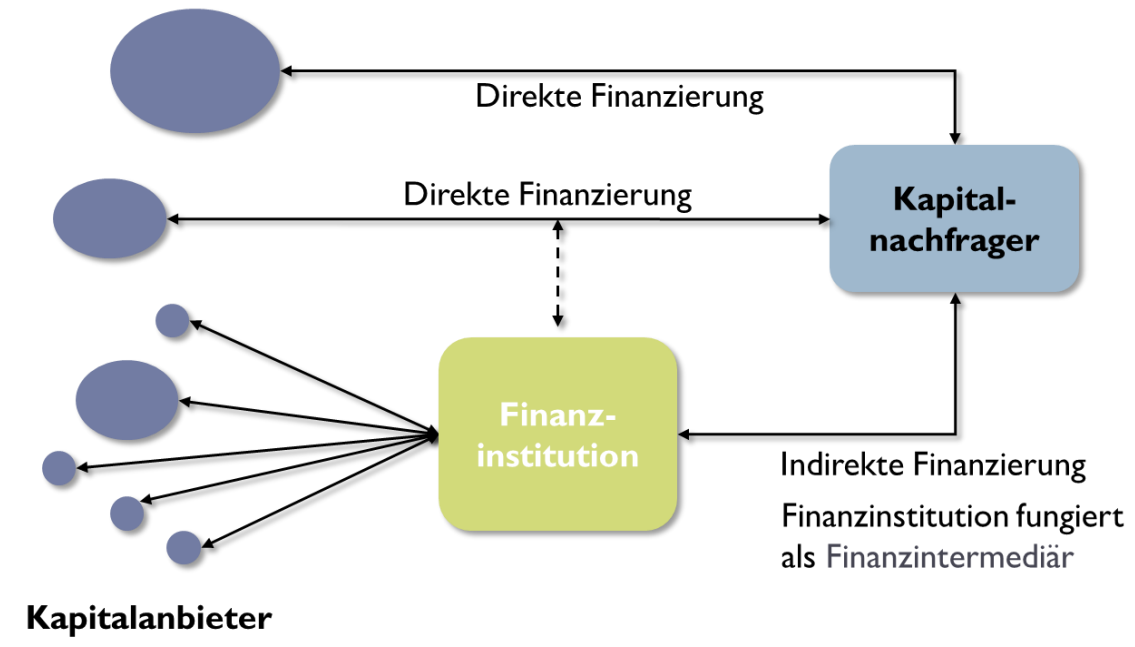 Direkte Finanzierung
Direkte Finanzierung
Kapital-
nachfrager
Finanz-
institution
Indirekte Finanzierung
Finanzinstitution fungiert
als Finanzintermediär
Kapitalanbieter